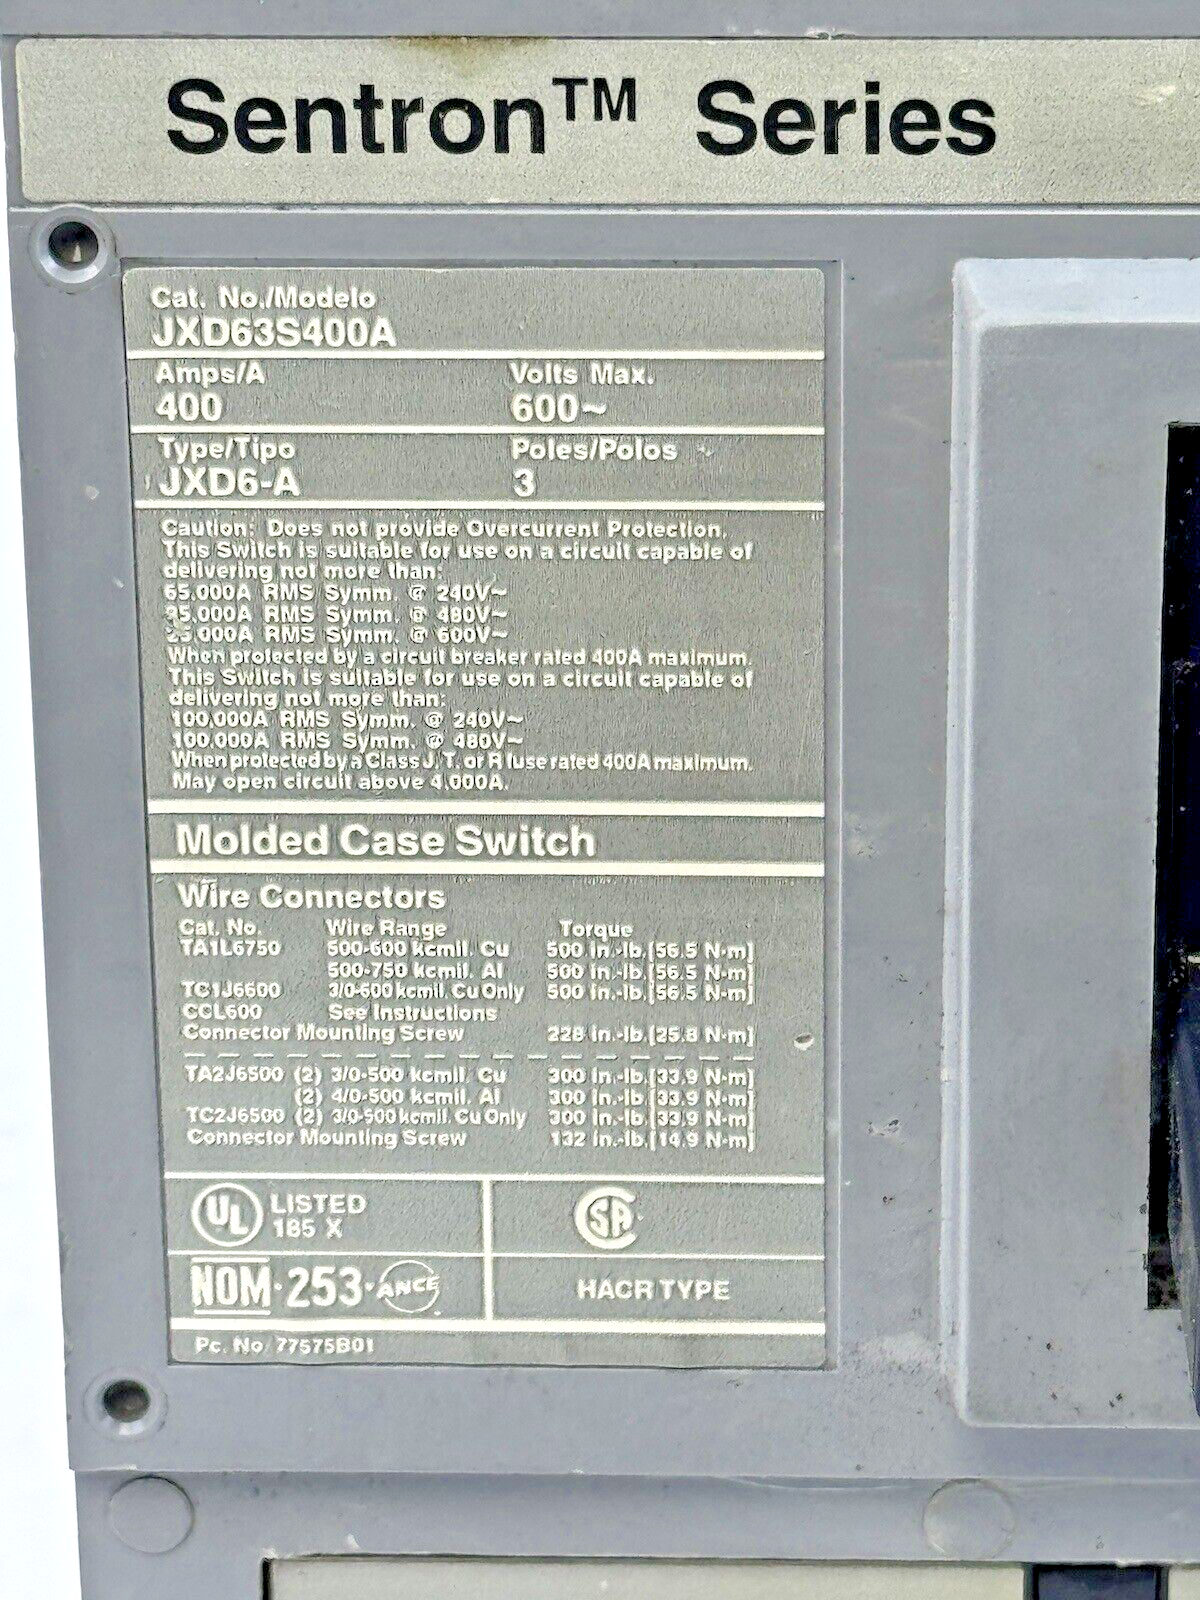 Sentron™ Series
Cat. No./Modelo
JXD63S400A
Amps/A Volts Max.
400 600~
Type/Tipo Poles/Polos
JXD6-A 3
Caution: Does not provide Overcurrent Protection.
This Switch is suitable for use on a circuit capable of
delivering not more than:
65,000A RMS Symm. @ 240V~
35,000A RMS Symm. @ 480V~
25,000A RMS Symm. @ 600V~
When protected by a circuit breaker rated 400A maximum.
This Switch is suitable for use on a circuit capable of
delivering not more than:
100,000A RMS Symm. @ 240V~
100,000A RMS Symm. @ 480V~
When protected by a Class J, T, or R fuse rated 400A maximum.
May open circuit above 4,000A.
Molded Case Switch
Wire Connectors
Cat. No. Wire Range Torque
TA1L6750 500-600 kcmil. Cu 500 in.-lb.[56.5 N·m]
500-750 kcmil. Al 500 in.-lb.[56.5 N·m]
TC1J6600 3/0-600 kcmil. Cu Only 500 in.-lb.[56.5 N·m]
CCL600 See Instructions
Connector Mounting Screw 228 in.-lb.[25.8 N·m]
TA2J6500 (2) 3/0-500 kcmil. Cu 300 in.-lb.[33.9 N·m]
(2) 4/0-500 kcmil. Al 300 in.-lb.[33.9 N·m]
TC2J6500 (2) 3/0-500 kcmil. Cu Only 300 in.-lb.[33.9 N·m]
Connector Mounting Screw 132 in.-lb.[14.9 N·m]
UL LISTED
185 X
SA
NOM·253·ANCE
HACR TYPE
Pc. No 77575B01